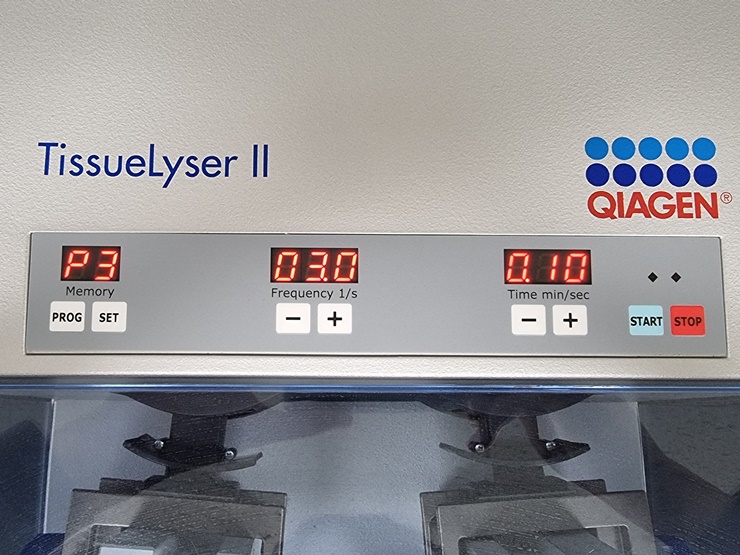 TissueLyser II
QIAGEN®
P3
03.0
0.10
Memory
Frequency 1/s
Time min/sec
PROG
SET
−
+
−
+
START
STOP